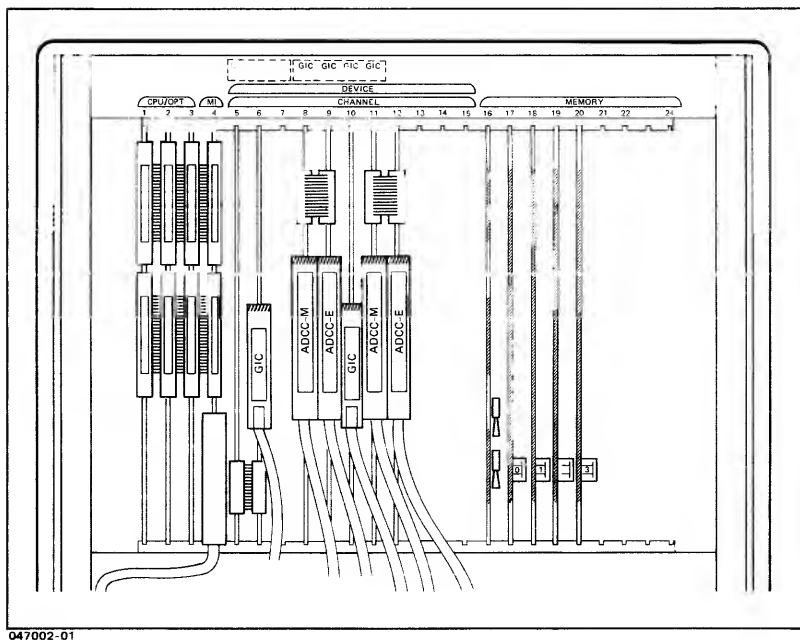 GIC GIC GIC GIC
DEVICE
CPU/OPT MI CHANNEL MEMORY
1 2 3 4 5 6 7 8 9 10 11 12 13 14 15 16 17 18 19 20 21 22 24
ADCC-M
ADCC-E
ADCC-M
ADCC-E
GIC
GIC
0
1
3
047002-01